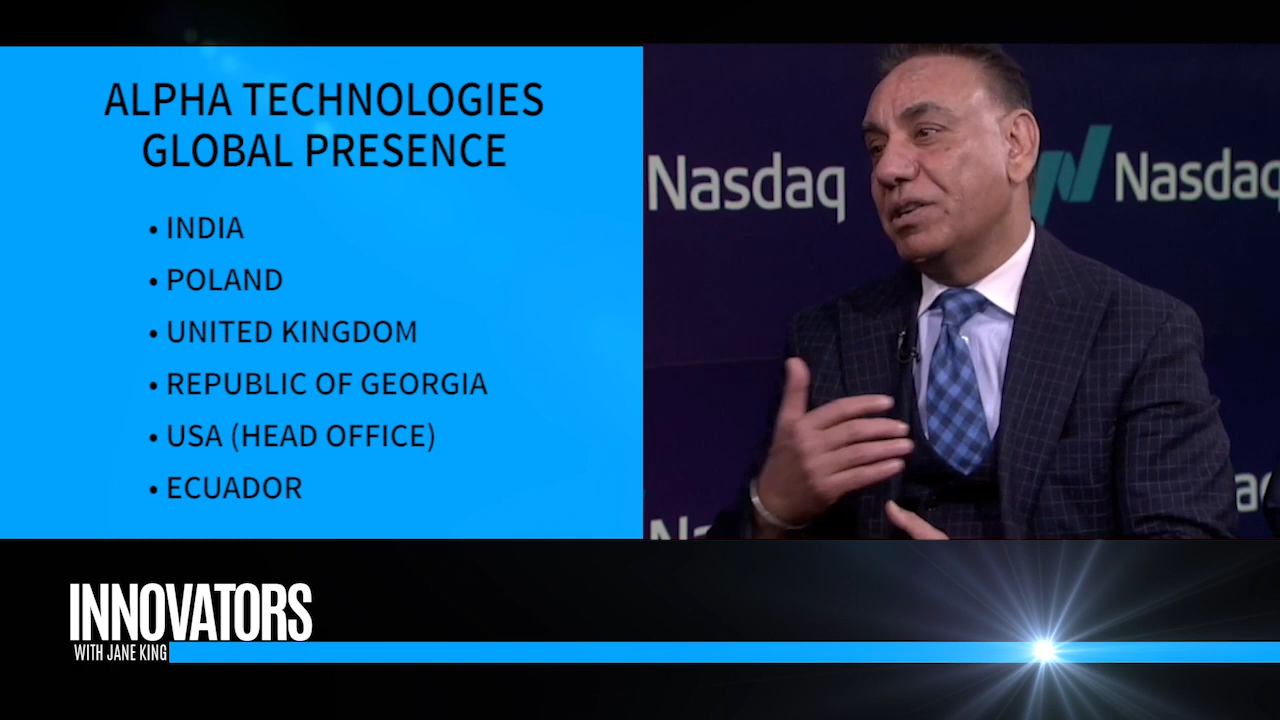 ALPHA TECHNOLOGIES
GLOBAL PRESENCE
• INDIA
• POLAND
• UNITED KINGDOM
• REPUBLIC OF GEORGIA
• USA (HEAD OFFICE)
• ECUADOR
Nasdaq
Nasdaq
INNOVATORS
WITH JANE KING